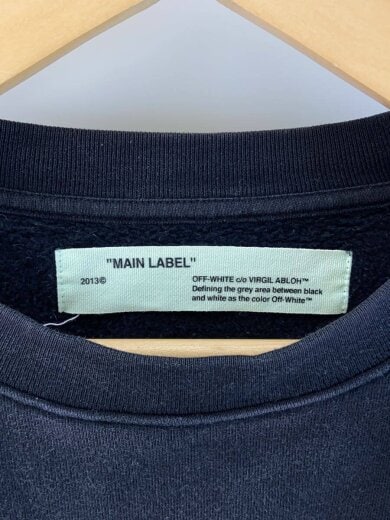 "MAIN LABEL"
2013©
OFF-WHITE c/o VIRGIL ABLOH™
Defining the grey area between black
and white as the color Off-White™